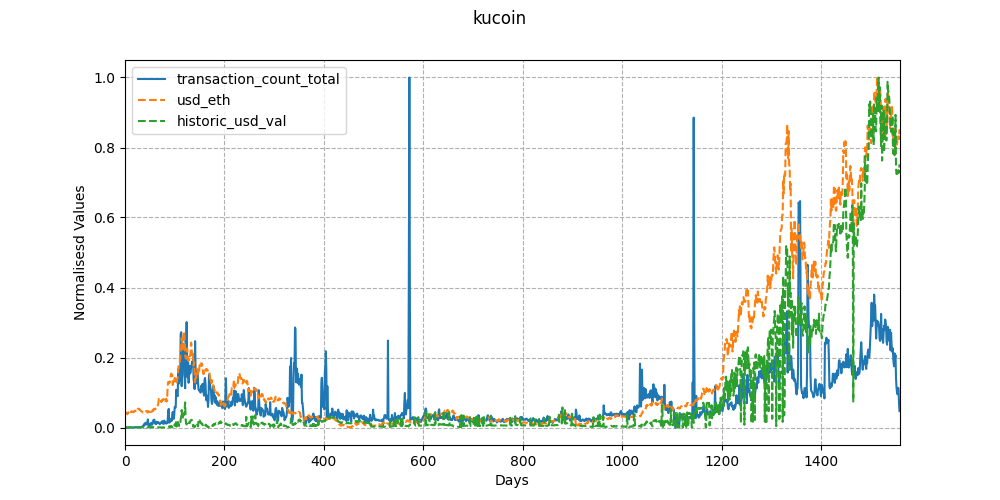 kucoin
transaction_count_total
usd_eth
historic_usd_val
1.0
0.8
0.6
0.4
0.2
0.0
Normalisesd Values
0 200 400 600 800 1000 1200 1400
Days